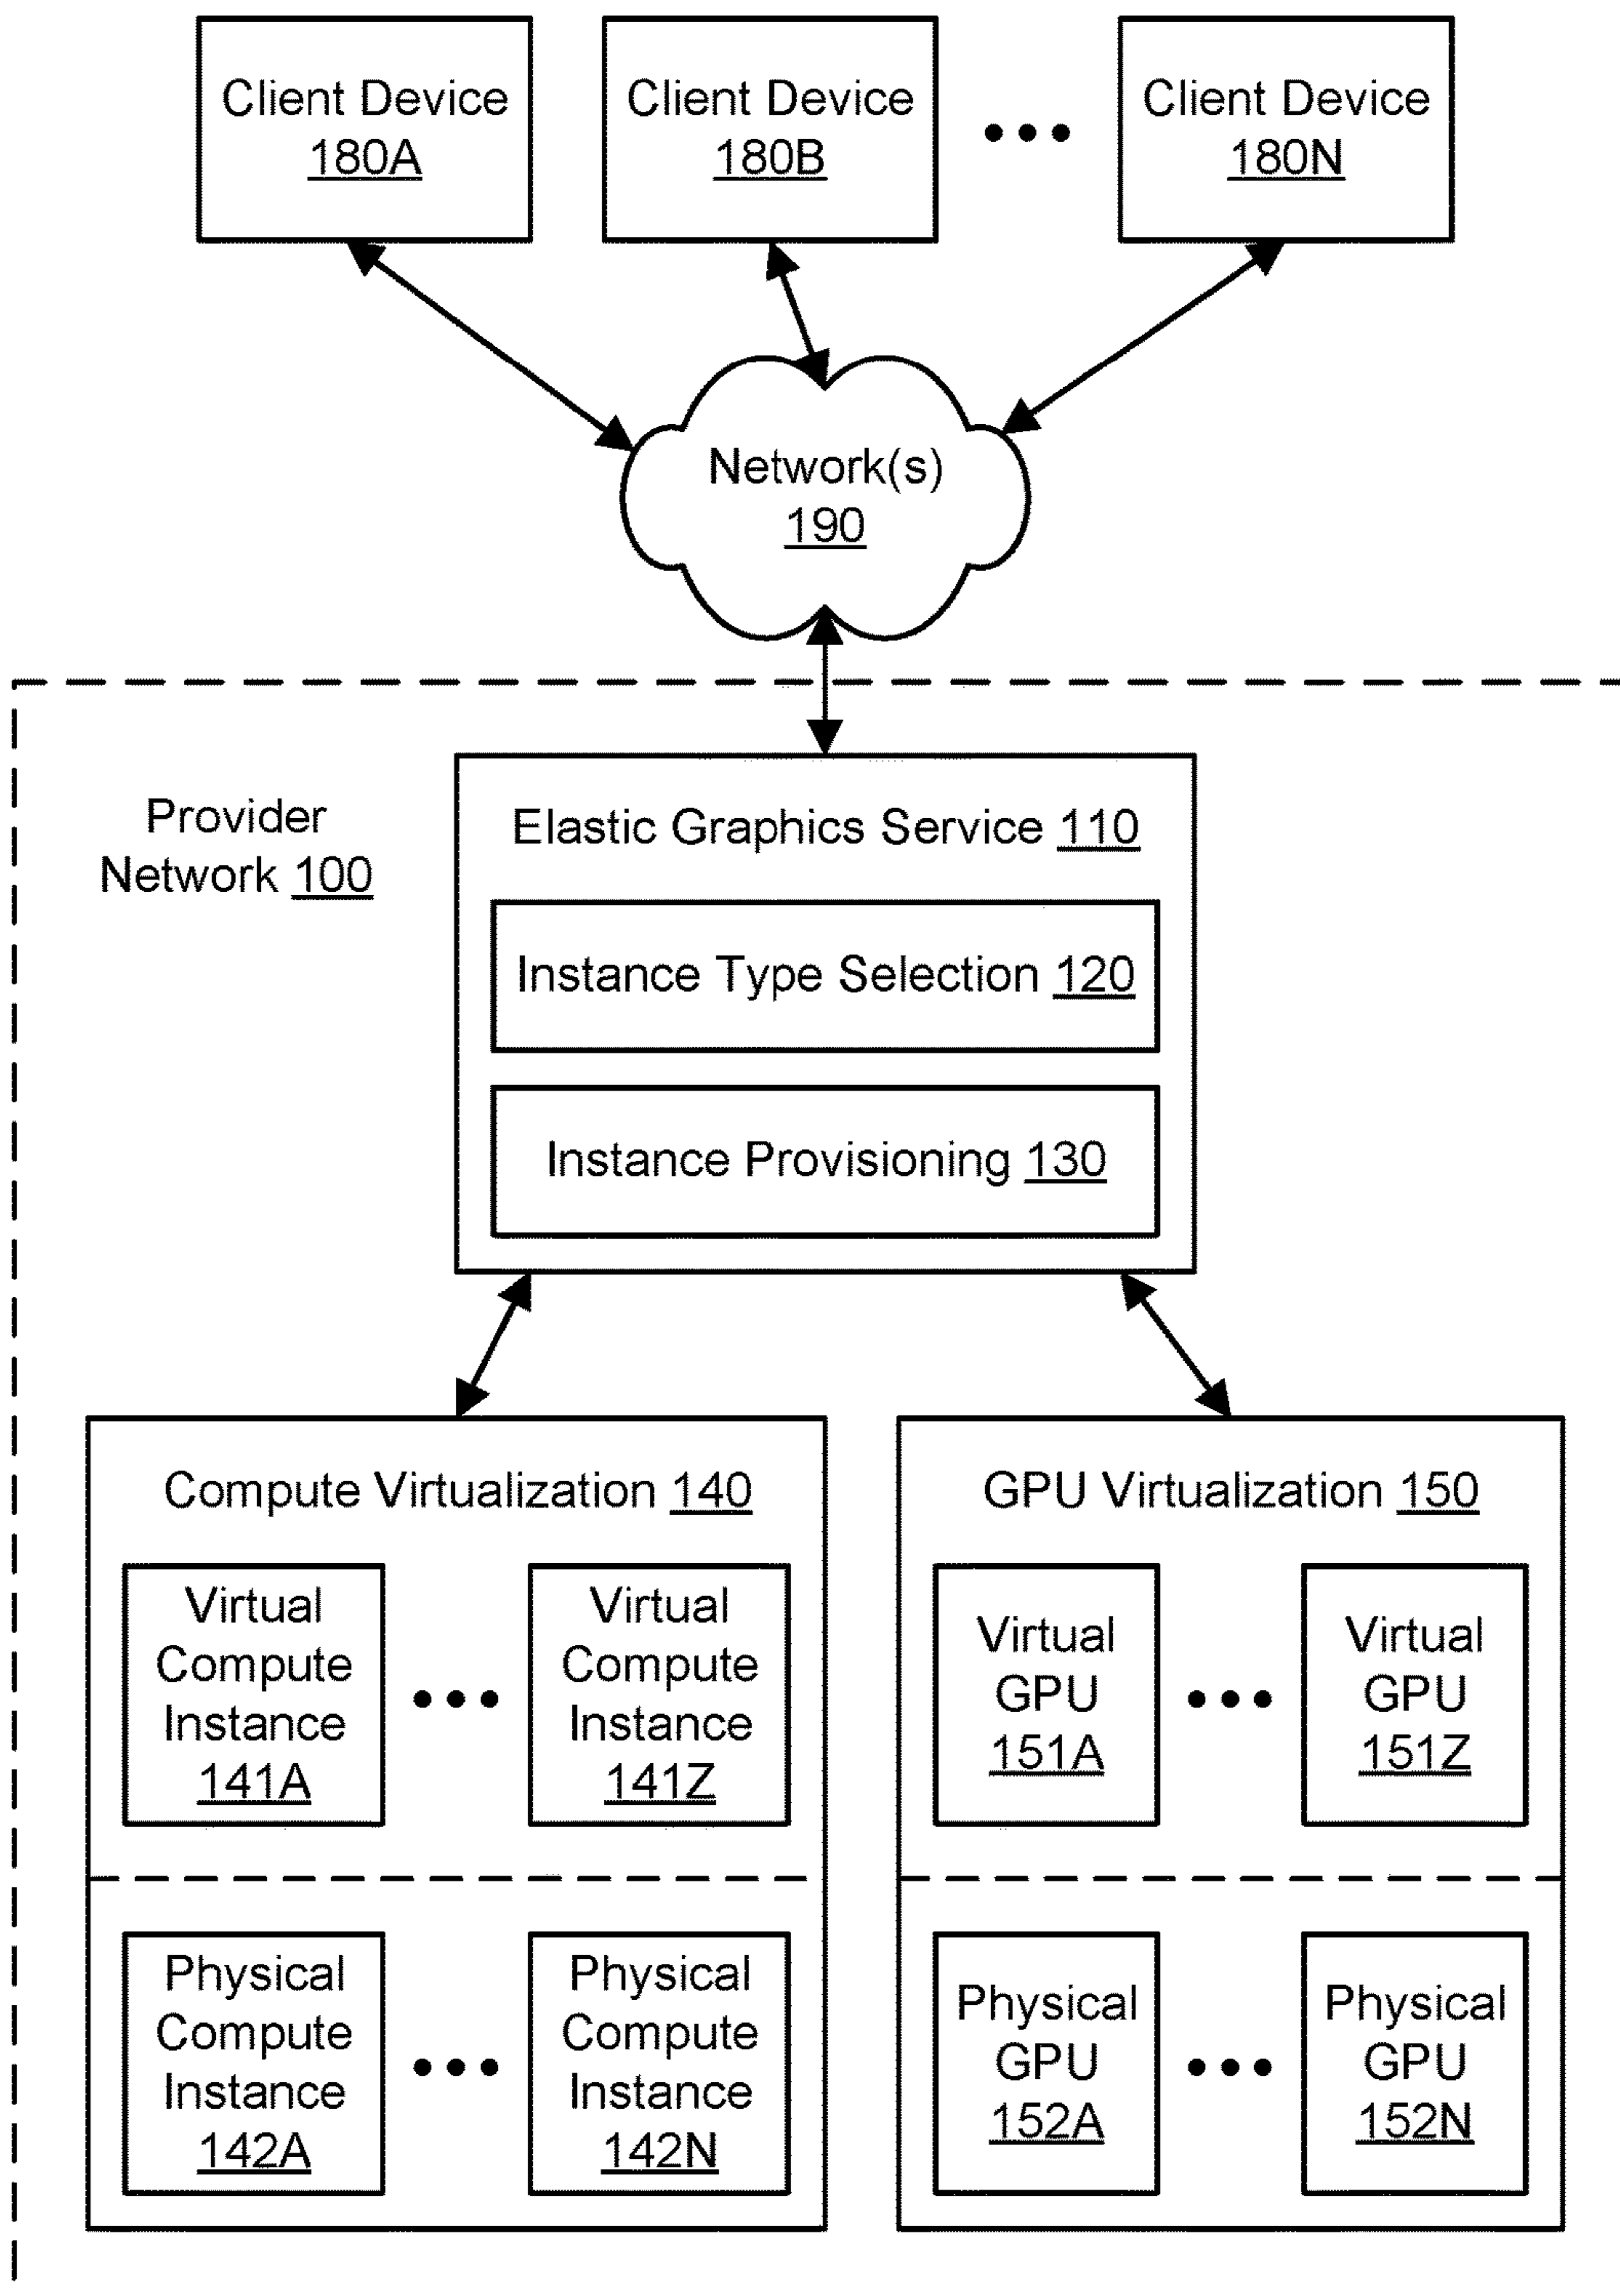 Client Device
180A
Client Device
180B
Client Device
180N
Network(s)
190
Provider
Network 100
Elastic Graphics Service 110
Instance Type Selection 120
Instance Provisioning 130
Compute Virtualization 140
Virtual
Compute
Instance
141A
Virtual
Compute
Instance
141Z
Physical
Compute
Instance
142A
Physical
Compute
Instance
142N
GPU Virtualization 150
Virtual
GPU
151A
Virtual
GPU
151Z
Physical
GPU
152A
Physical
GPU
152N